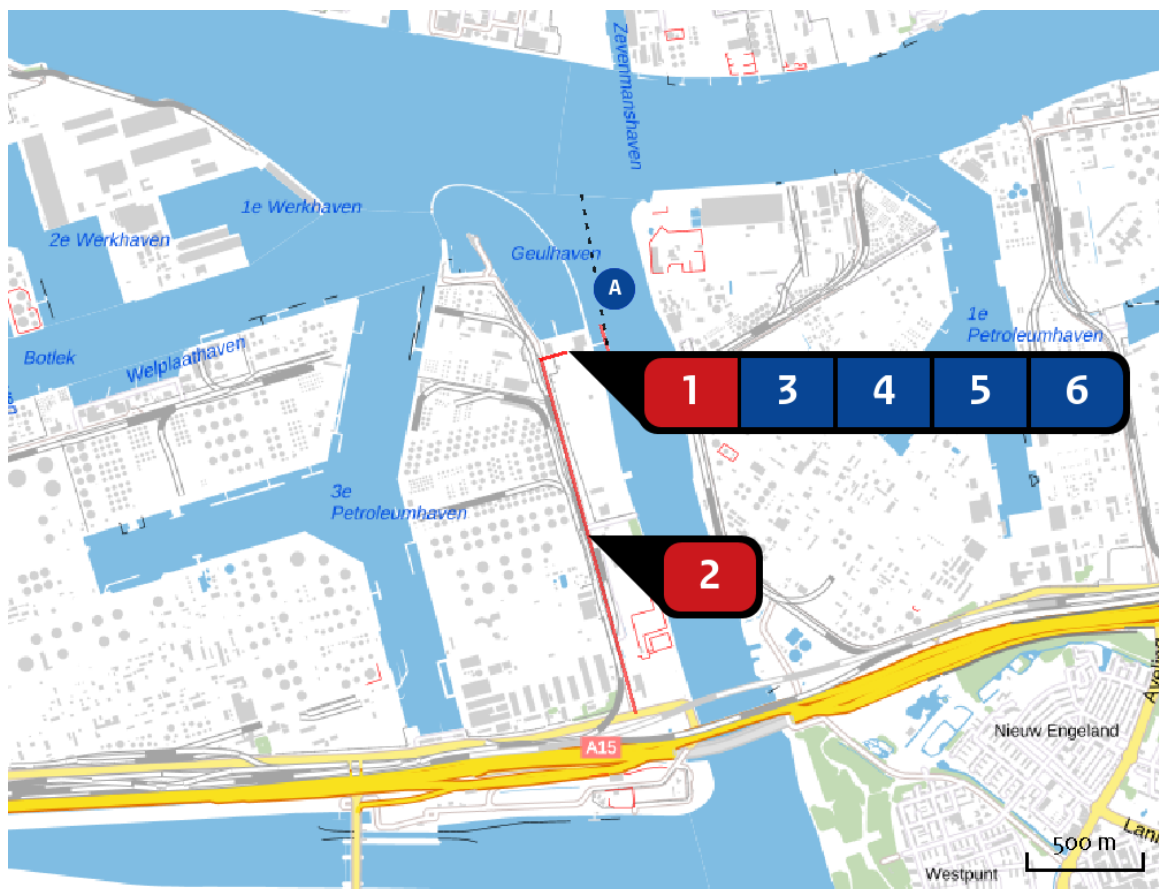 Zevenmanshaven
1e Werkhaven
2e Werkhaven
Geulhaven
A
1e
Petroleumhaven
Botlek
Welplaathaven
1
3
4
5
6
3e
Petroleumhaven
2
A15
Nieuw Engeland
Aveling
Westpunt
500 m